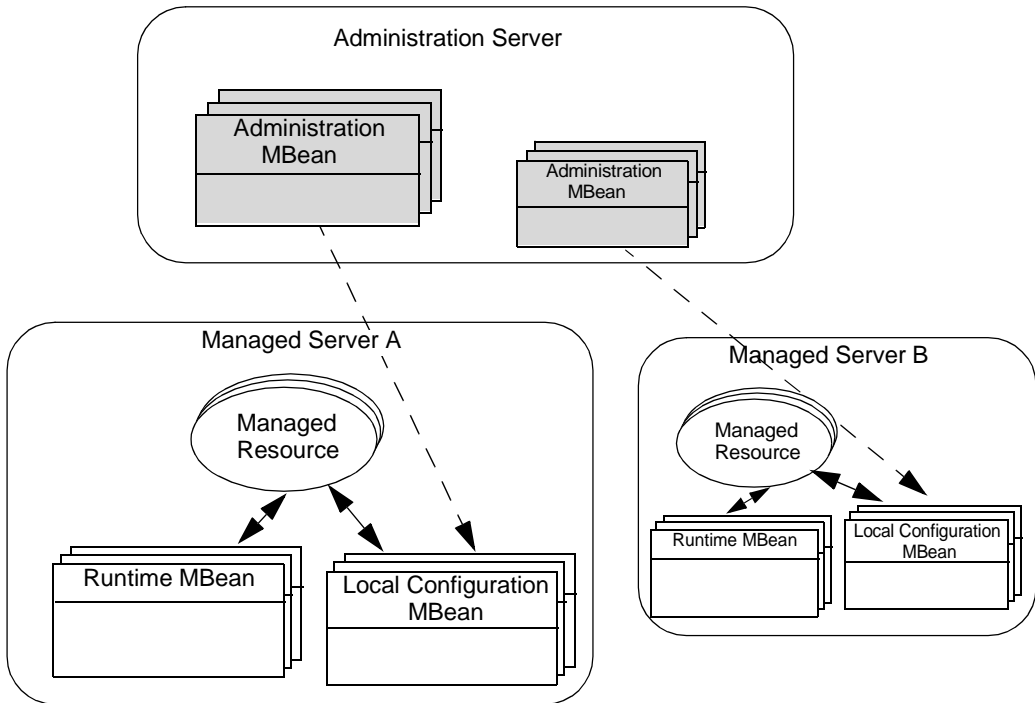 Administration Server
Administration
MBean
Administration
MBean
Managed Server A
Managed
Resource
Runtime MBean
Local Configuration
MBean
Managed Server B
Managed
Resource
Runtime MBean
Local Configuration
MBean